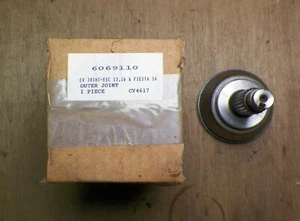 6069110
CV JOINT-ESC 13,16 & FIESTA 16
OUTER JOINT
1 PIECE CV4617